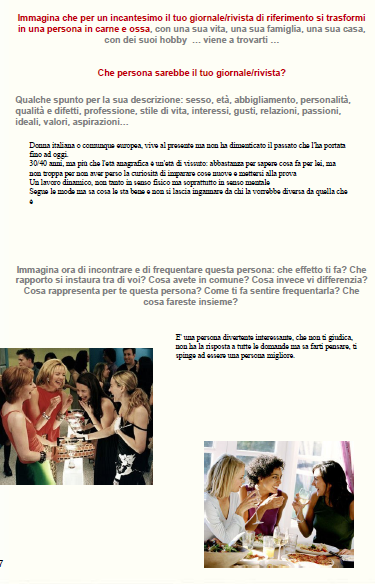 Immagina che per un incantesimo il tuo giornale/rivista di riferimento si trasformi
in una persona in carne e ossa, con una sua vita, una sua famiglia, una sua casa,
con dei suoi hobby ... viene a trovarti ...
Che persona sarebbe il tuo giornale/rivista?
Qualche spunto per la sua descrizione: sesso, età, abbigliamento, personalità,
qualità e difetti, professione, stile di vita, interessi, gusti, relazioni, passioni,
ideali, valori, aspirazioni...
Donna italiana o comunque europea, vive al presente ma non ha dimenticato il passato che l'ha portata
fino ad oggi.
30/40 anni, ma più che l'età anagrafica è un'età di vissuto: abbastanza per sapere cosa fa per lei, ma
non troppa per non aver perso la curiosità di imparare cose nuove e mettersi alla prova
Un lavoro dinamico, non tanto in senso fisico ma soprattutto in senso mentale
Segue le mode ma sa cosa le sta bene e non si lascia ingannare da chi la vorrebbe diversa da quella che
è
Immagina ora di incontrare e di frequentare questa persona: che effetto ti fa? Che
rapporto si instaura tra di voi? Cosa avete in comune? Cosa invece vi differenzia?
Cosa rappresenta per te questa persona? Come ti fa sentire frequentarla? Che
cosa fareste insieme?
E' una persona divertente interessante, che non ti giudica,
non ha la risposta a tutte le domande ma sa farti pensare, ti
spinge ad essere una persona migliore.
7